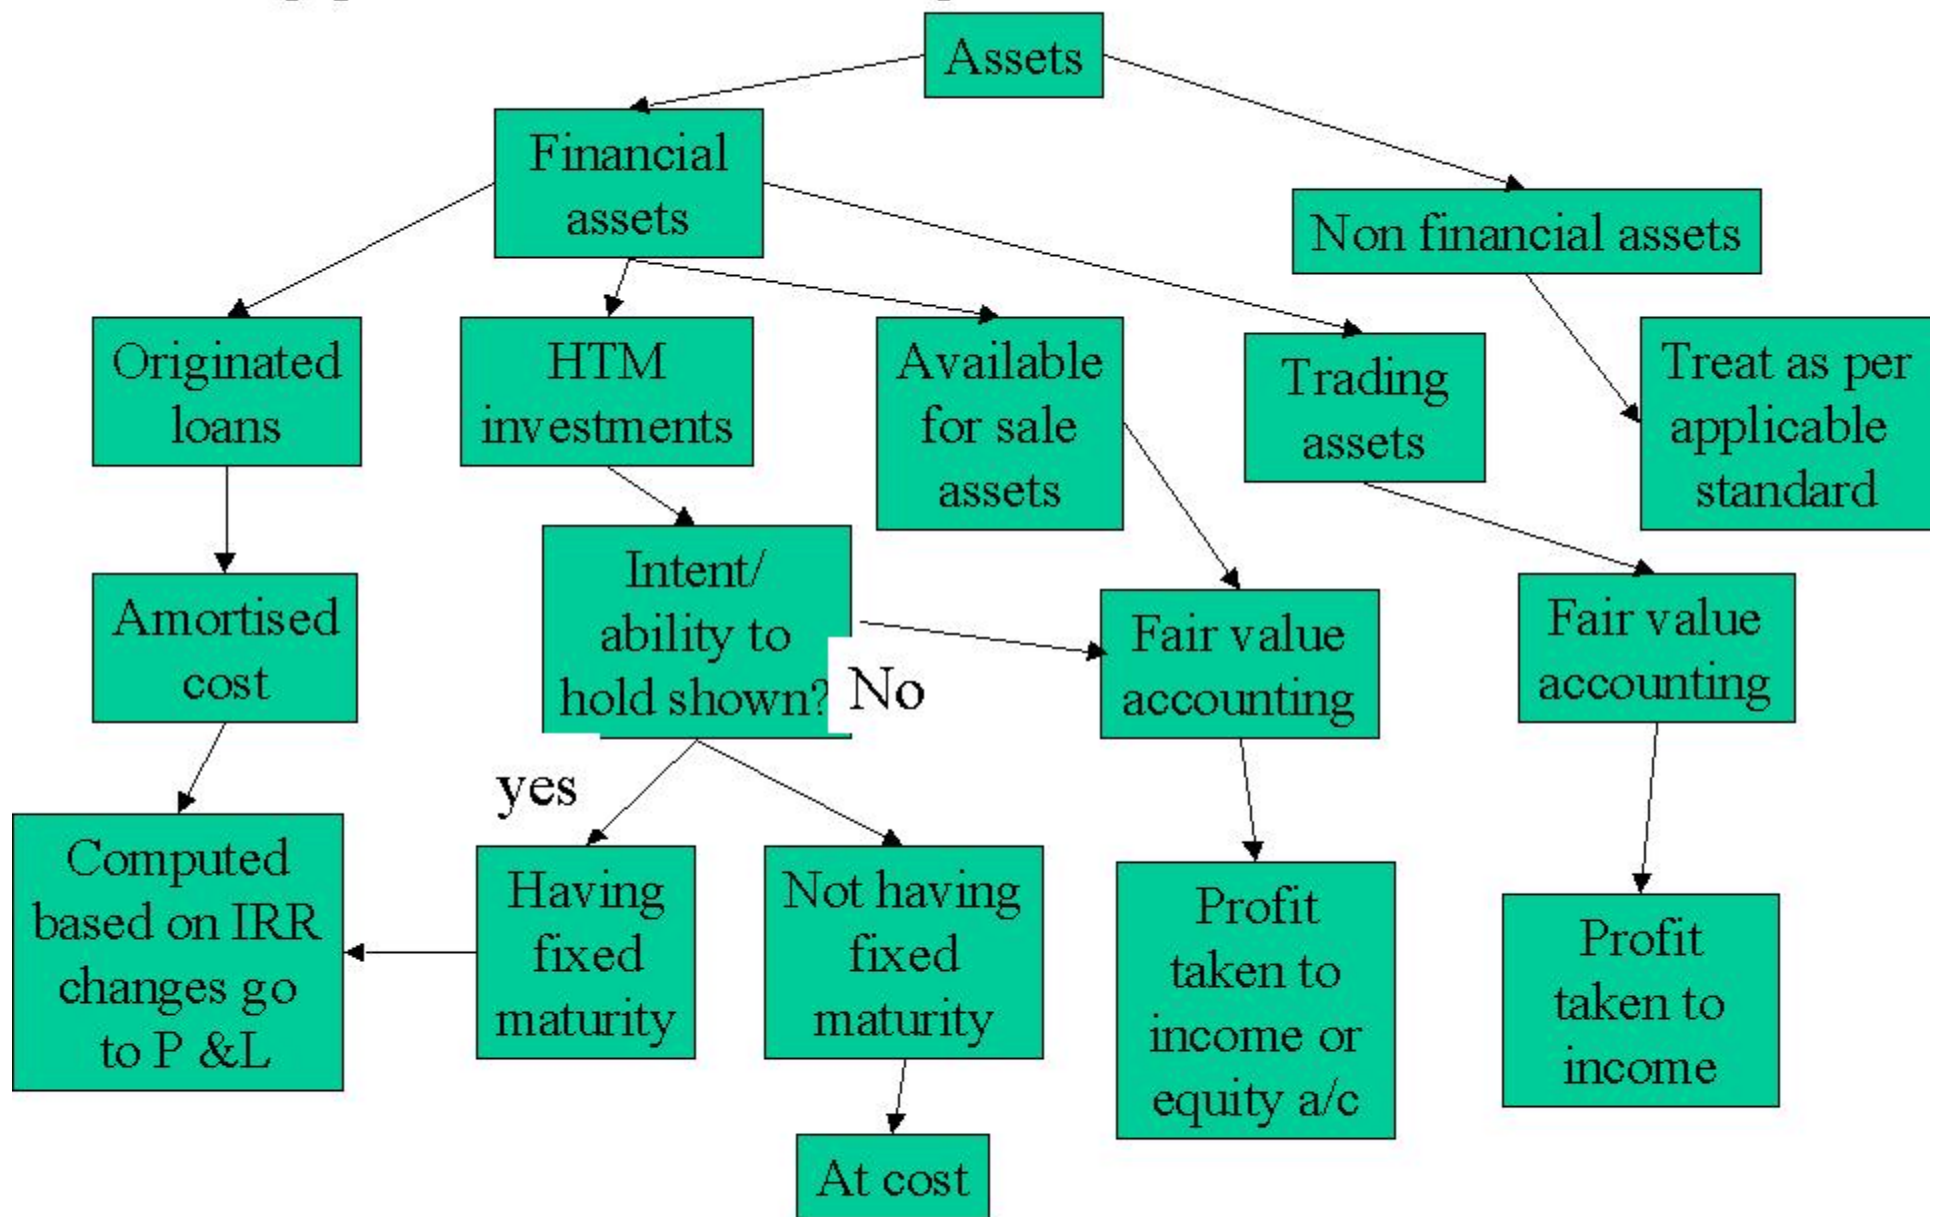 Assets
Financial
assets
Non financial assets
Originated
loans
HTM
investments
Available
for sale
assets
Trading
assets
Treat as per
applicable
standard
Amortised
cost
Intent/
ability to
hold shown?
No
Fair value
accounting
Fair value
accounting
yes
Computed
based on IRR
changes go
to P &L
Having
fixed
maturity
Not having
fixed
maturity
Profit
taken to
income or
equity a/c
Profit
taken to
income
At cost